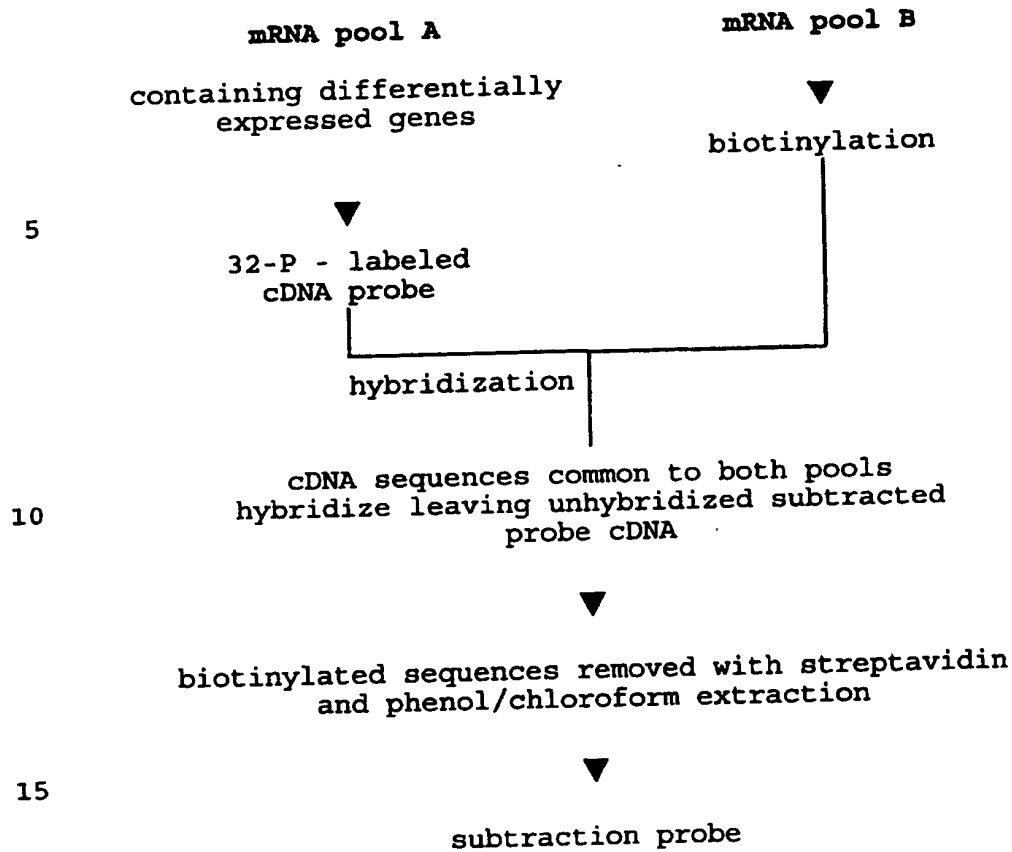 mRNA pool A
mRNA pool B
containing differentially
expressed genes
biotinylation
5
32-P - labeled
cDNA probe
hybridization
cDNA sequences common to both pools
10
hybridize leaving unhybridized subtracted
probe cDNA
biotinylated sequences removed with streptavidin
and phenol/chloroform extraction
15
subtraction probe